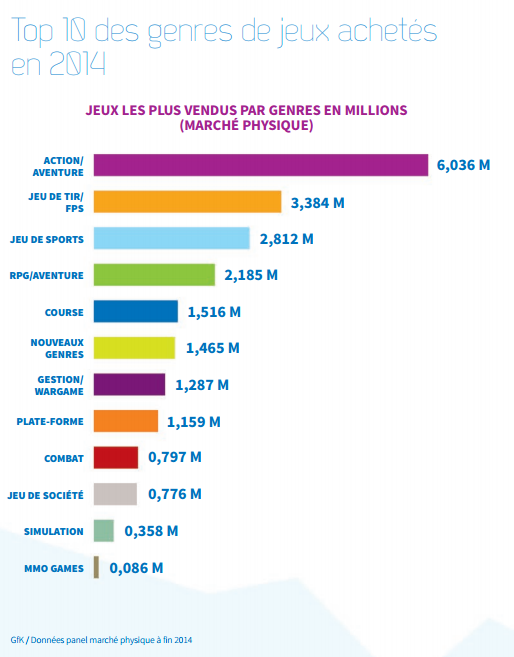 Top 10 des genres de jeux achetés
en 2014
JEUX LES PLUS VENDUS PAR GENRES EN MILLIONS
(MARCHÉ PHYSIQUE)
ACTION/
AVENTURE
6,036 M
JEU DE TIR/
FPS
3,384 M
JEU DE SPORTS
2,812 M
RPG/AVENTURE
2,185 M
COURSE
1,516 M
NOUVEAUX
GENRES
1,465 M
GESTION/
WARGAME
1,287 M
PLATE-FORME
1,159 M
COMBAT
0,797 M
JEU DE SOCIÉTÉ
0,776 M
SIMULATION
0,358 M
MMO GAMES
0,086 M
GfK / Données panel marché physique à fin 2014